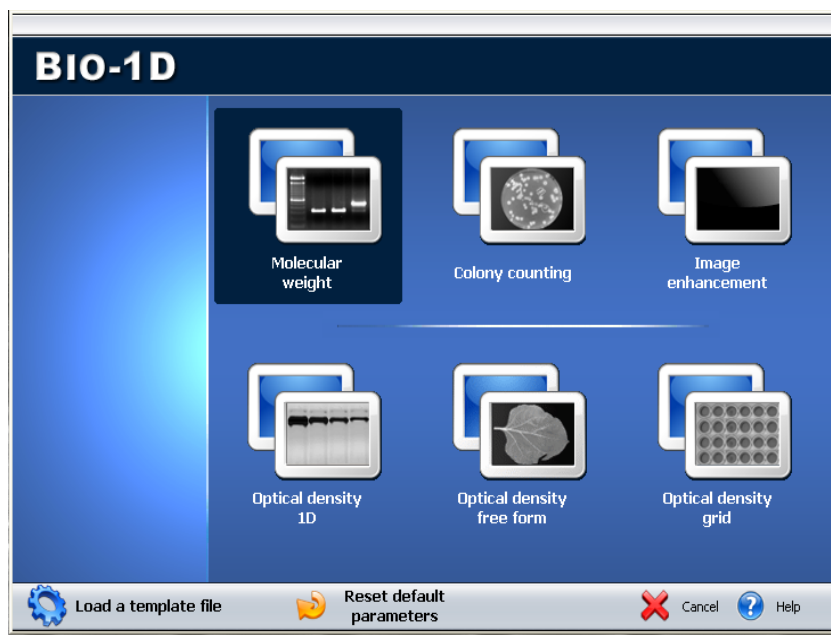 BIO-1D
Molecular
weight
Colony counting
Image
enhancement
Optical density
1D
Optical density
free form
Optical density
grid
Load a template file
Reset default
parameters
Cancel
? Help